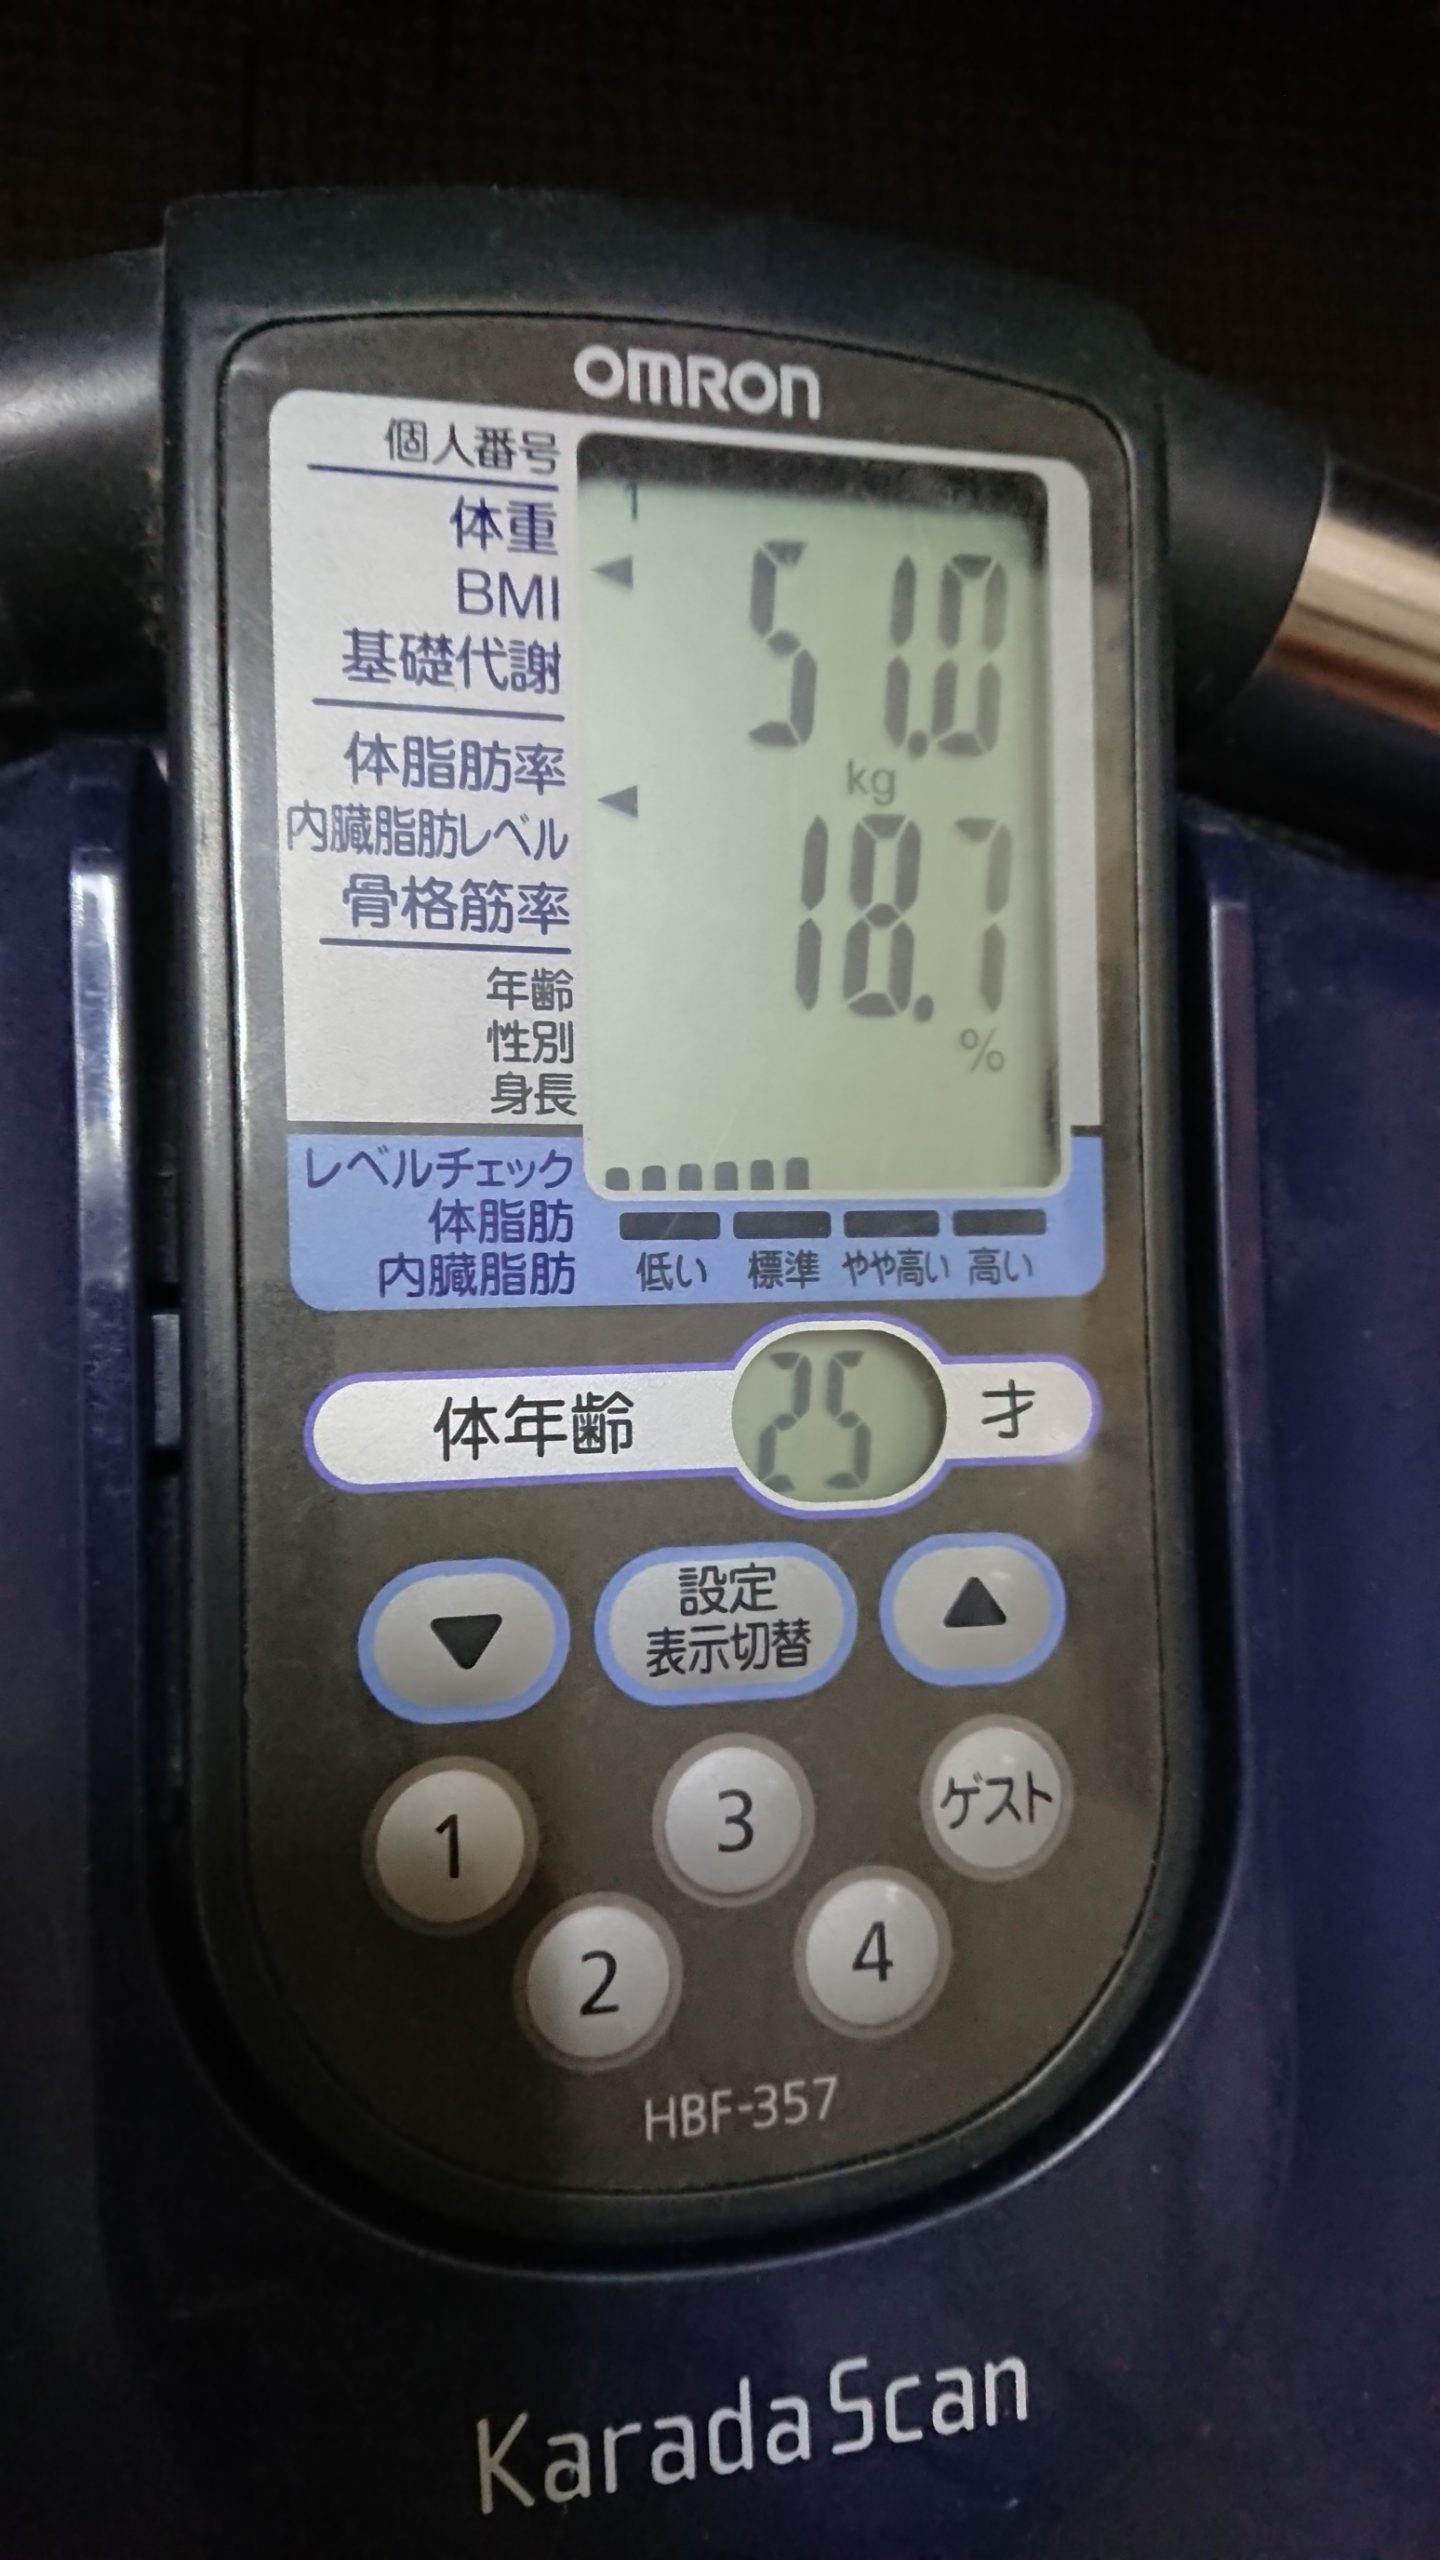 OMRON
個人番号 1
体重 51.0
BMI
基礎代謝
kg
体脂肪率 18.7
内臓脂肪レベル
骨格筋率
%
年齢
性別
身長
レベルチェック
体脂肪
内臓脂肪
低い 標準 やや高い 高い
体年齢 25 才
設定
表示切替
1
2
3
4
ゲスト
HBF-357
KaradaScan